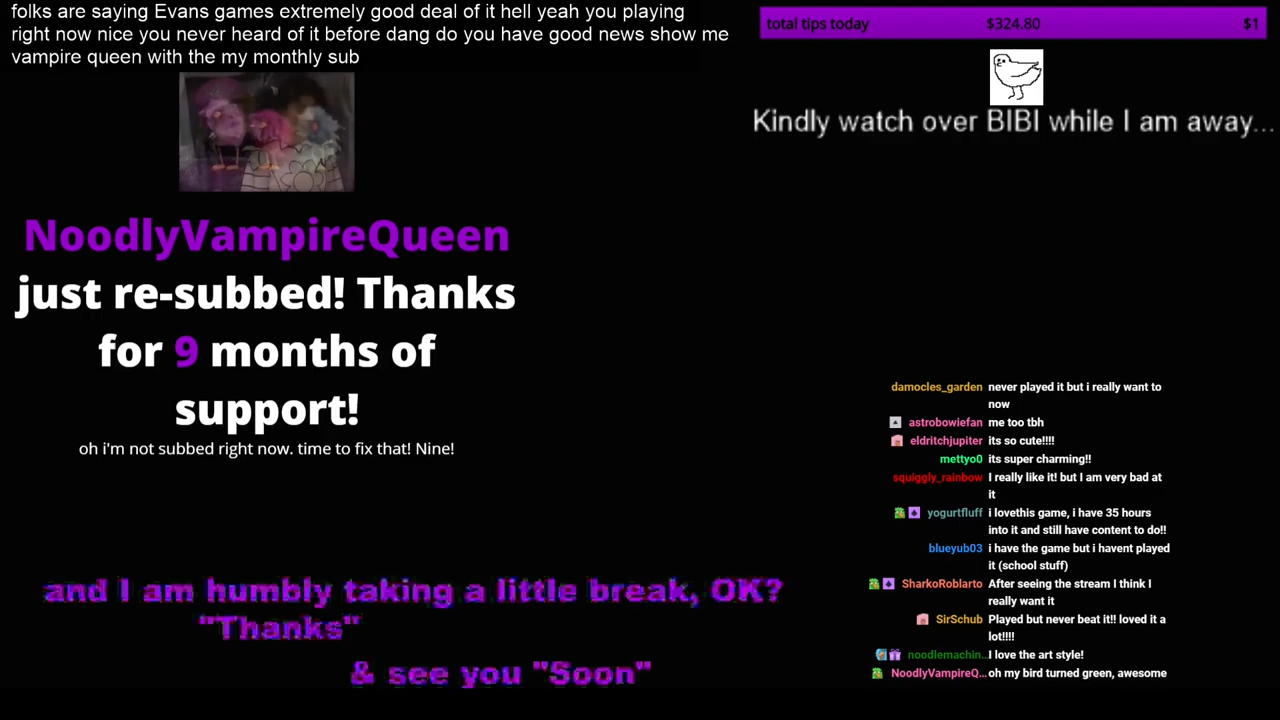 folks are saying Evans games extremely good deal of it hell yeah you playing
right now nice you never heard of it before dang do you have good news show me
vampire queen with the my monthly sub
total tips today $324.80 $1
Kindly watch over BIBI while I am away...
NoodlyVampireQueen
just re-subbed! Thanks
for 9 months of
support!
oh i'm not subbed right now. time to fix that! Nine!
and I am humbly taking a little break, OK?
"Thanks"
& see you "Soon"
damocles_garden never played it but i really want to
now
astrobowiefan me too tbh
eldritchjupiter its so cute!!!!
mettyo0 its super charming!!
squiggly_rainbow I really like it! but I am very bad at
it
yogurtfluff i lovethis game, i have 35 hours
into it and still have content to do!!
blueyub03 i have the game but i havent played
it (school stuff)
SharkoRoblarto After seeing the stream I think I
really want it
SirSchub Played but never beat it!! loved it a
lot!!!!
noodlemachin... I love the art style!
NoodlyVampireQ... oh my bird turned green, awesome